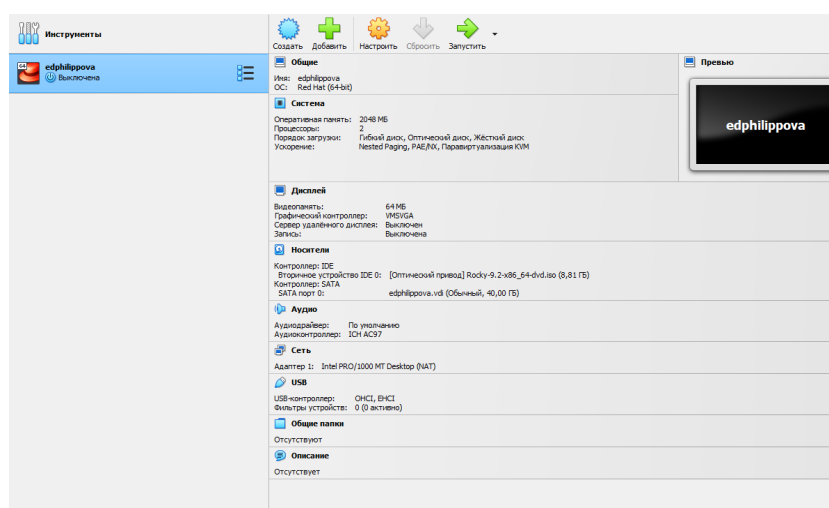 Инструменты
Создать Добавить Настроить Сбросить Запустить
64 edphilippova
Выключена
Общие
Имя: edphilippova
ОС: Red Hat (64-bit)
Система
Оперативная память: 2048 МБ
Процессоры: 2
Порядок загрузки: Гибкий диск, Оптический диск, Жёсткий диск
Ускорение: Nested Paging, PAE/NX, Паравиртуализация KVM
Превью
edphilippova
Дисплей
Видеопамять: 64 МБ
Графический контроллер: VMSVGA
Сервер удалённого дисплея: Выключен
Запись: Выключена
Носители
Контроллер: IDE
Вторичное устройство IDE 0: [Оптический привод] Rocky-9.2-x86_64-dvd.iso (8,81 ГБ)
Контроллер: SATA
SATA порт 0: edphilippova.vdi (Обычный, 40,00 ГБ)
Аудио
Аудиодрайвер: По умолчанию
Аудиоконтроллер: ICH AC97
Сеть
Адаптер 1: Intel PRO/1000 MT Desktop (NAT)
USB
USB-контроллер: OHCI, EHCI
Фильтры устройств: 0 (0 активно)
Общие папки
Отсутствуют
Описание
Отсутствует